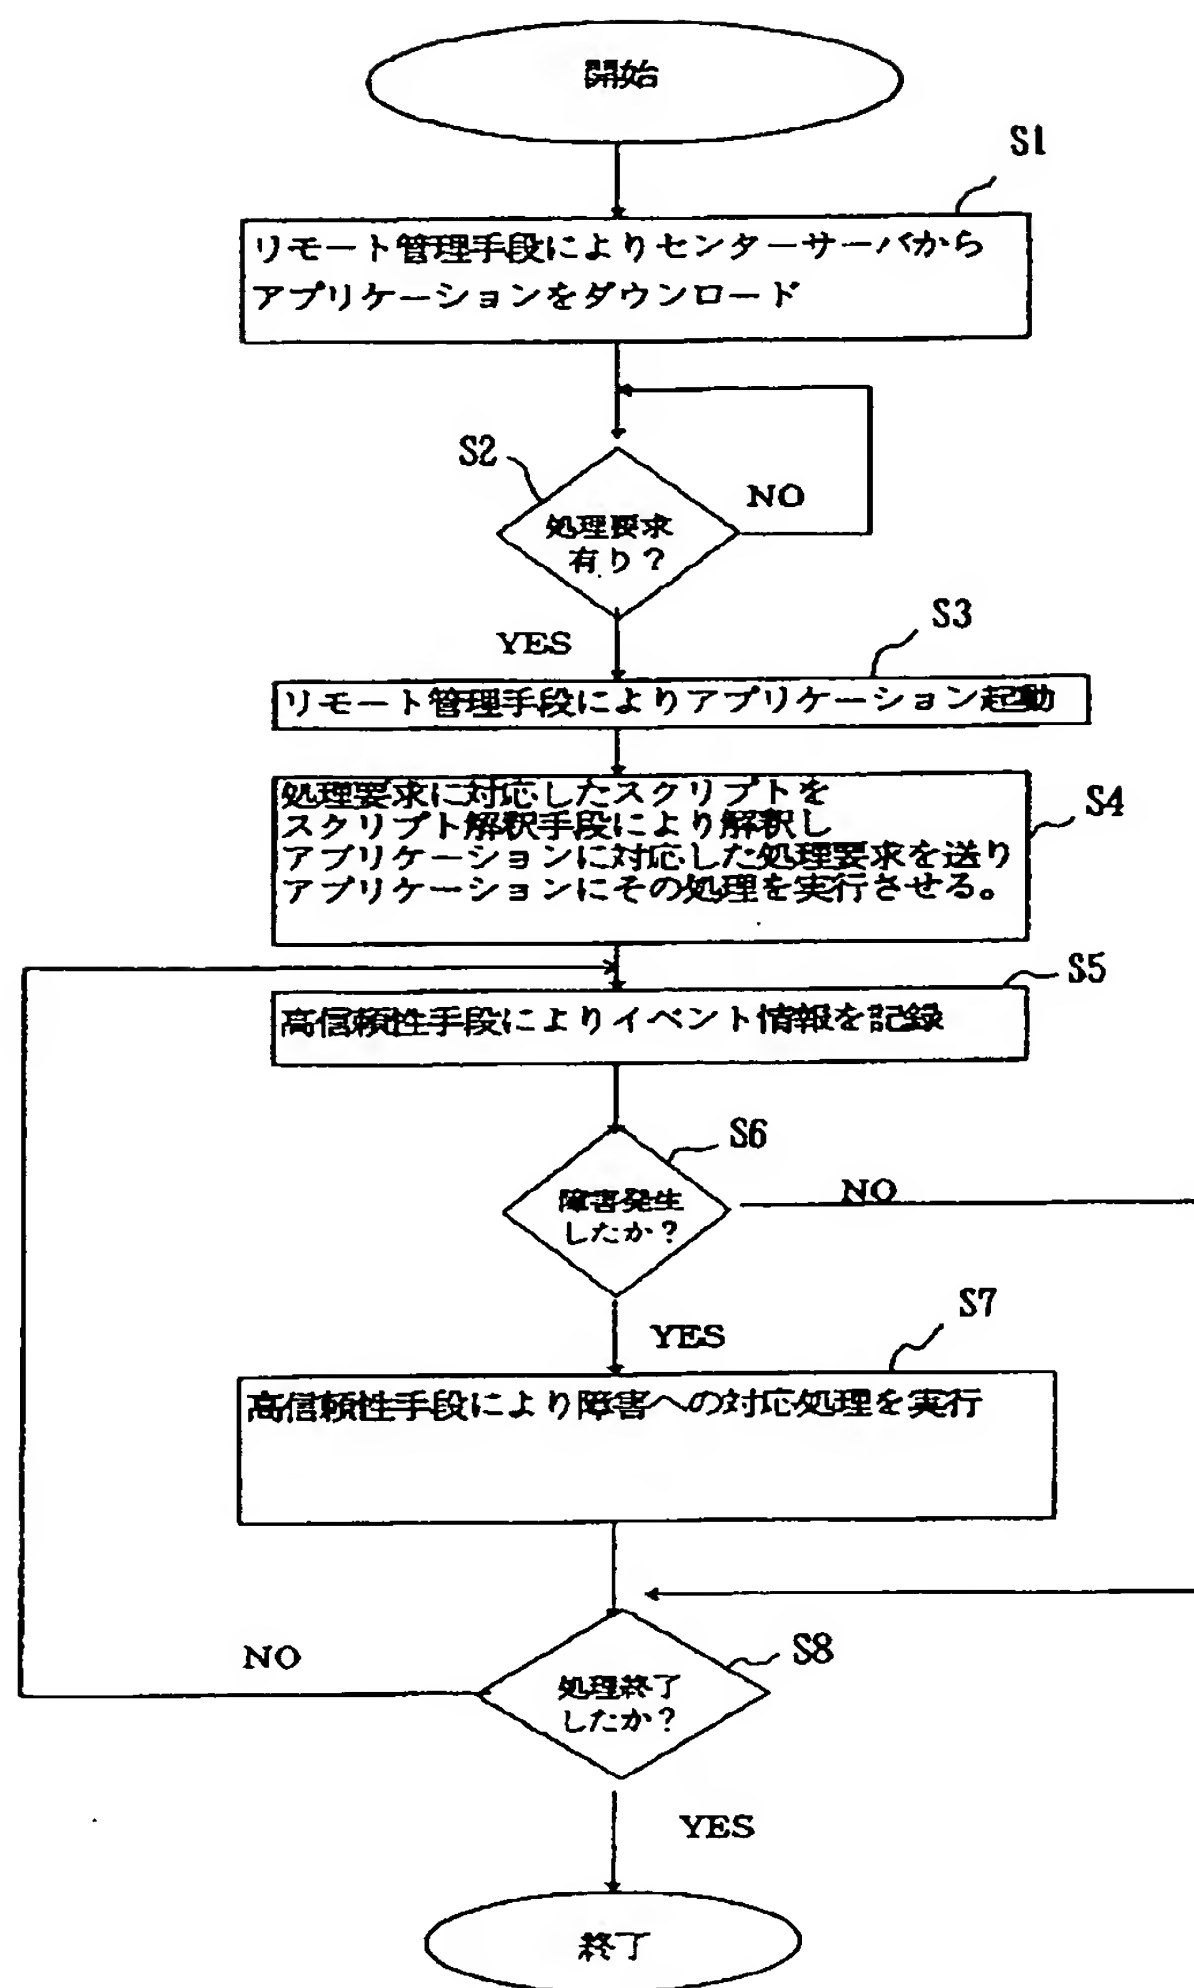 開始
S1
リモート管理手段によりセンターサーバから
アプリケーションをダウンロード
S2
NO
処理要求
有り?
YES
S3
リモート管理手段によりアプリケーション起動
処理要求に対応したスクリプトを
スクリプト解釈手段により解釈し
アプリケーションに対応した処理要求を送り
アプリケーションにその処理を実行させる。
S4
S5
高信頼性手段によりイベント情報を記録
S6
障害発生
したか?
NO
YES
S7
高信頼性手段により障害への対応処理を実行
NO
S8
処理終了
したか?
YES
終了